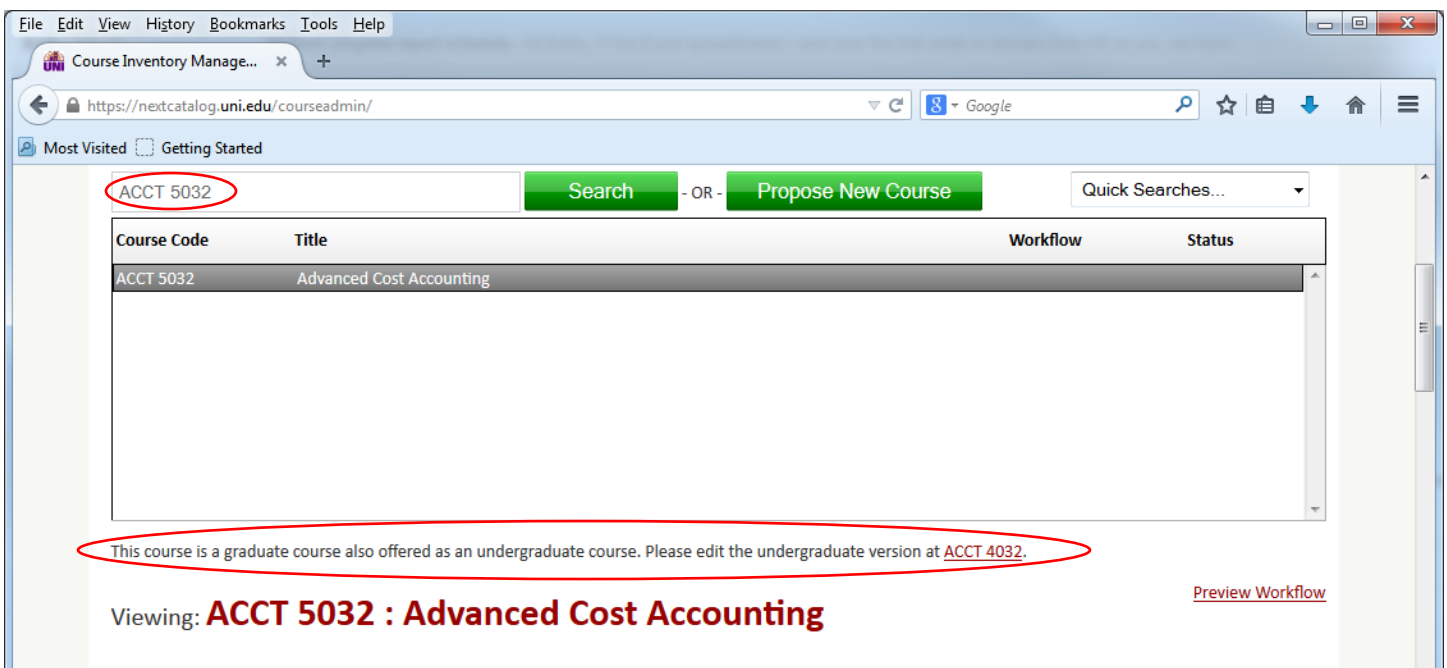 File Edit View History Bookmarks Tools Help
UNI Course Inventory Manage... × +
https://nextcatalog.uni.edu/courseadmin/ 8 Google
Most Visited Getting Started
ACCT 5032 Search - OR - Propose New Course Quick Searches...
Course Code Title Workflow Status
ACCT 5032 Advanced Cost Accounting
This course is a graduate course also offered as an undergraduate course. Please edit the undergraduate version at ACCT 4032.
Preview Workflow
Viewing: ACCT 5032 : Advanced Cost Accounting